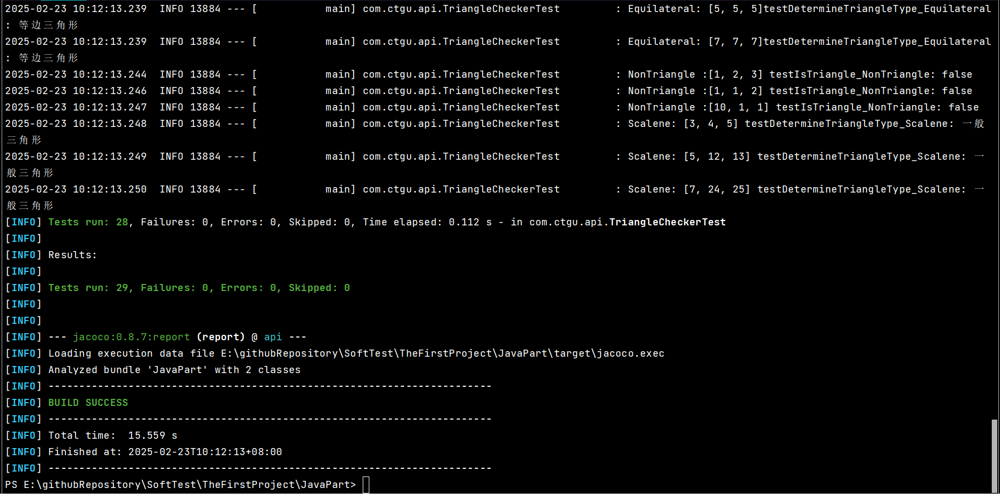 2025-02-23 10:12:13.239  INFO 13884 --- [           main] com.ctgu.api.TriangleCheckerTest         : Equilateral: [5, 5, 5]testDetermineTriangleType_Equilateral
: 等边三角形
2025-02-23 10:12:13.239  INFO 13884 --- [           main] com.ctgu.api.TriangleCheckerTest         : Equilateral: [7, 7, 7]testDetermineTriangleType_Equilateral
: 等边三角形
2025-02-23 10:12:13.244  INFO 13884 --- [           main] com.ctgu.api.TriangleCheckerTest         : NonTriangle :[1, 2, 3] testIsTriangle_NonTriangle: false
2025-02-23 10:12:13.246  INFO 13884 --- [           main] com.ctgu.api.TriangleCheckerTest         : NonTriangle :[1, 1, 2] testIsTriangle_NonTriangle: false
2025-02-23 10:12:13.247  INFO 13884 --- [           main] com.ctgu.api.TriangleCheckerTest         : NonTriangle :[10, 1, 1] testIsTriangle_NonTriangle: false
2025-02-23 10:12:13.248  INFO 13884 --- [           main] com.ctgu.api.TriangleCheckerTest         : Scalene: [3, 4, 5] testDetermineTriangleType_Scalene: 一般
三角形
2025-02-23 10:12:13.249  INFO 13884 --- [           main] com.ctgu.api.TriangleCheckerTest         : Scalene: [5, 12, 13] testDetermineTriangleType_Scalene: 一
般三角形
2025-02-23 10:12:13.250  INFO 13884 --- [           main] com.ctgu.api.TriangleCheckerTest         : Scalene: [7, 24, 25] testDetermineTriangleType_Scalene: 一
般三角形
[INFO] Tests run: 28, Failures: 0, Errors: 0, Skipped: 0, Time elapsed: 0.112 s - in com.ctgu.api.TriangleCheckerTest
[INFO]
[INFO] Results:
[INFO]
[INFO] Tests run: 29, Failures: 0, Errors: 0, Skipped: 0
[INFO]
[INFO]
[INFO] --- jacoco:0.8.7:report (report) @ api ---
[INFO] Loading execution data file E:\githubRepository\SoftTest\TheFirstProject\JavaPart\target\jacoco.exec
[INFO] Analyzed bundle 'JavaPart' with 2 classes
[INFO] ------------------------------------------------------------------------
[INFO] BUILD SUCCESS
[INFO] ------------------------------------------------------------------------
[INFO] Total time:  15.559 s
[INFO] Finished at: 2025-02-23T10:12:13+08:00
[INFO] ------------------------------------------------------------------------
PS E:\githubRepository\SoftTest\TheFirstProject\JavaPart>